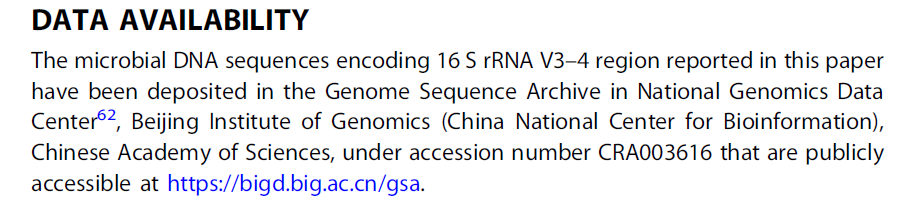 DATA AVAILABILITY
The microbial DNA sequences encoding 16 S rRNA V3–4 region reported in this paper
have been deposited in the Genome Sequence Archive in National Genomics Data
Center62, Beijing Institute of Genomics (China National Center for Bioinformation),
Chinese Academy of Sciences, under accession number CRA003616 that are publicly
accessible at https://bigd.big.ac.cn/gsa.